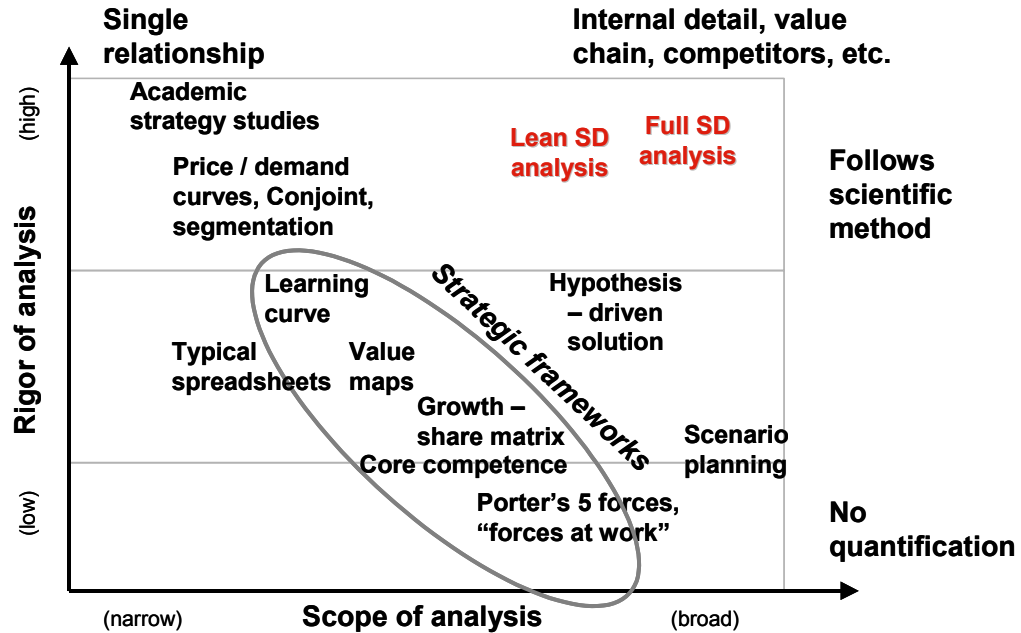 Single
relationship
Internal detail, value
chain, competitors, etc.
(high)
Rigor of analysis
(low)
Academic
strategy studies
Price / demand
curves, Conjoint,
segmentation
Lean SD
analysis
Full SD
analysis
Follows
scientific
method
Learning
curve
Strategic frameworks
Hypothesis
– driven
solution
Typical
spreadsheets
Value
maps
Growth –
share matrix
Core competence
Scenario
planning
Porter's 5 forces,
“forces at work”
No
quantification
(narrow)
Scope of analysis
(broad)